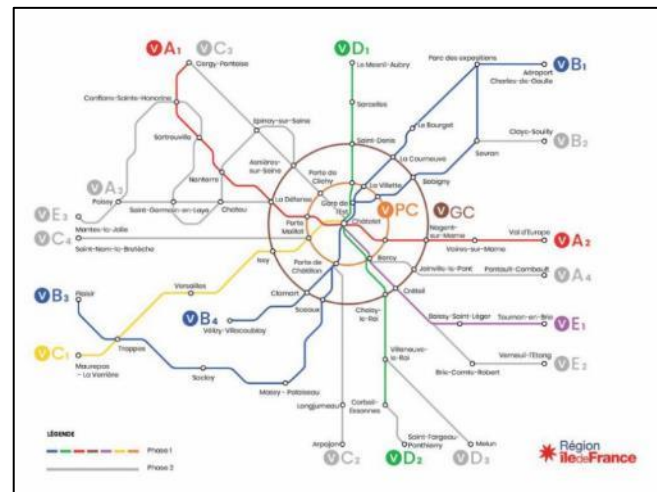 VA1
VC3
VD1
Cergy-Pontoise
Le Mesnil-Aubry
Parc des expositions
VB1
Aéroport
Charles-de-Gaulle
Conflans-Sainte-Honorine
Sarcelles
Epinay-sur-Seine
Le Bourget
Sartrouville
Saint-Denis
Claye-Souilly
VB2
Asnières-
sur-Seine
Porte de
Clichy
La Courneuve
Sevran
Nanterre
La Villette
Bobigny
VA3
Poissy
La Défense
Gare de
l'Est
VPC
VGC
VE3
Mantes-la-Jolie
Saint-Germain-en-Laye
Chatou
Châtelet
VC4
Saint-Nom-la-Bretèche
Porte
Maillot
Nogent-
sur-Marne
Val d'Europe
VA2
Vaires-sur-Marne
Issy
Porte de
Châtillon
Bercy
Joinville-le-Pont
Pontault-Combault
VA4
Versailles
Clamart
Créteil
VB3
Plaisir
Sceaux
Choisy-
le-Roi
Boissy-Saint-Léger
Tournan-en-Brie
VE1
VB4
Vélizy-Villacoublay
Trappes
Villeneuve-
le-Roi
Verneuil-l'Etang
VE2
VC1
Maurepas
- La Verrière
Brie-Comte-Robert
Saclay
Massy - Palaiseau
Longjumeau
Corbeil-
Essonnes
Saint-Fargeau-
Ponthierry
Melun
Arpajon
VC2
VD2
VD3
LÉGENDE
Phase 1
Phase 2
Région
îledeFrance